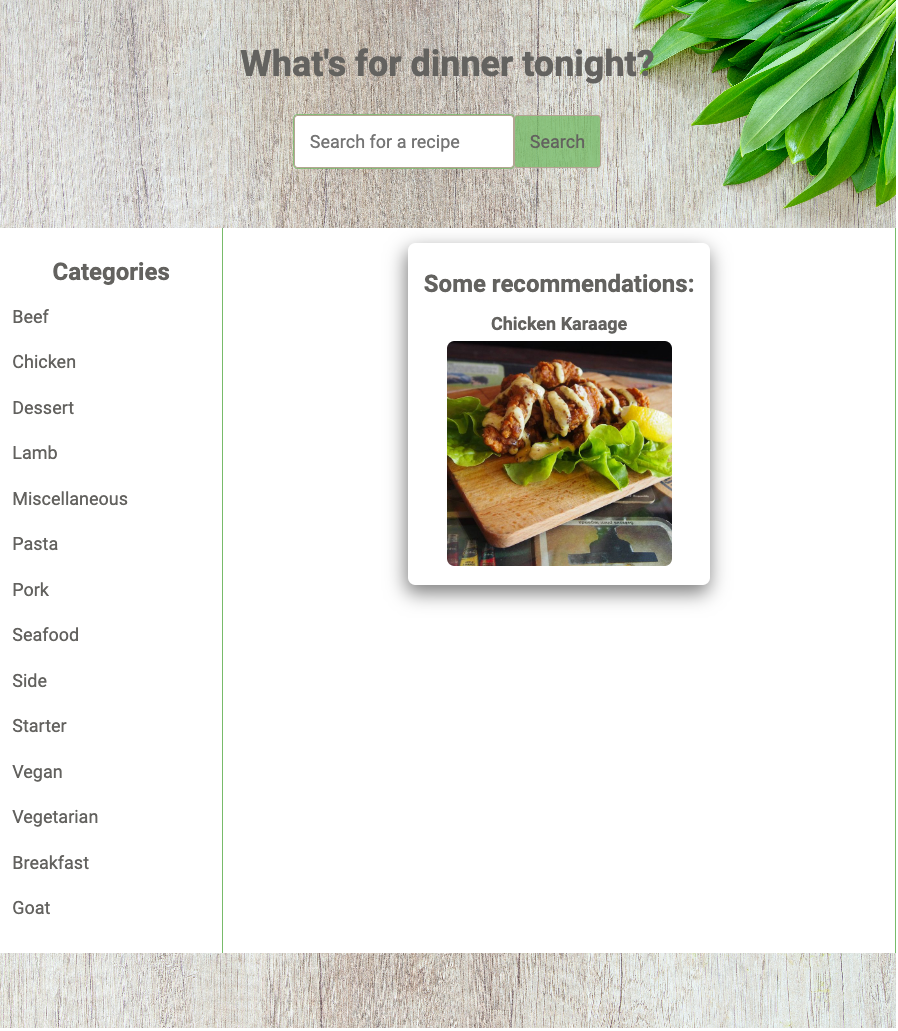 What's for dinner tonight?
Search for a recipe
Search
Categories
Beef
Chicken
Dessert
Lamb
Miscellaneous
Pasta
Pork
Seafood
Side
Starter
Vegan
Vegetarian
Breakfast
Goat
Some recommendations:
Chicken Karaage